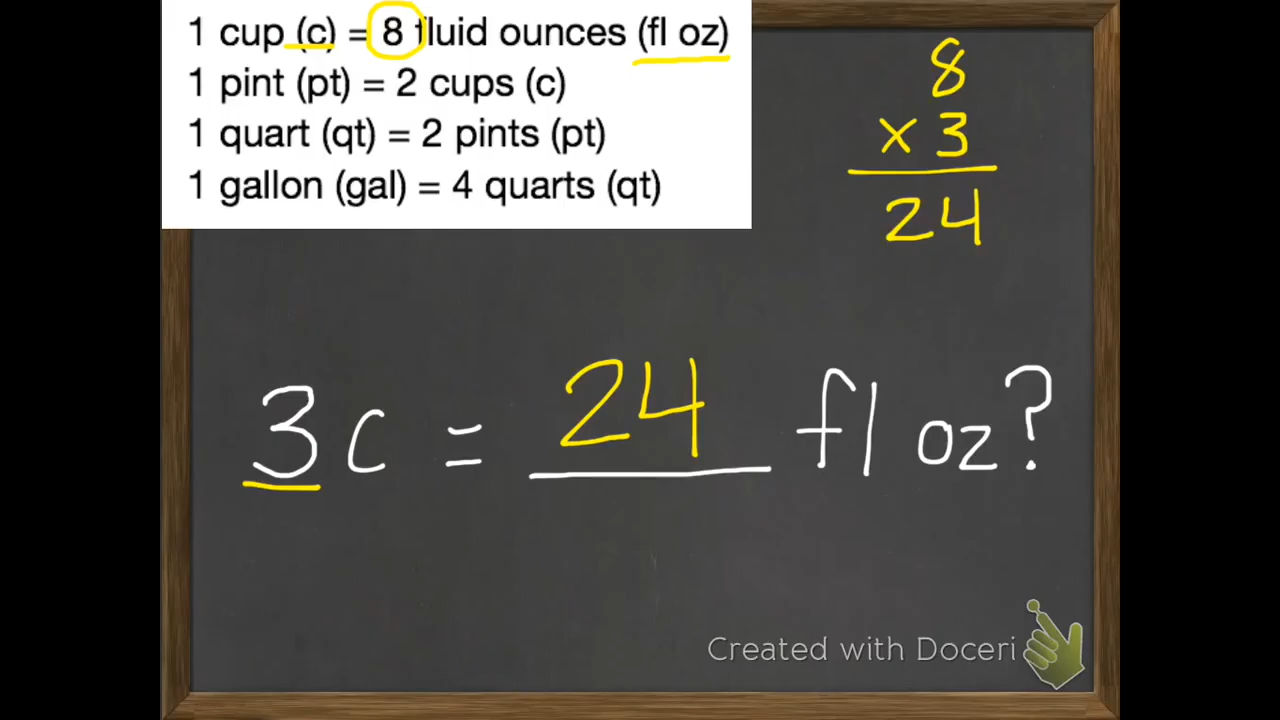 1 cup (c) = 8 fluid ounces (fl oz)
1 pint (pt) = 2 cups (c)
1 quart (qt) = 2 pints (pt)
1 gallon (gal) = 4 quarts (qt)
8
x 3
24
3 c = 24 fl oz?
Created with Doceri